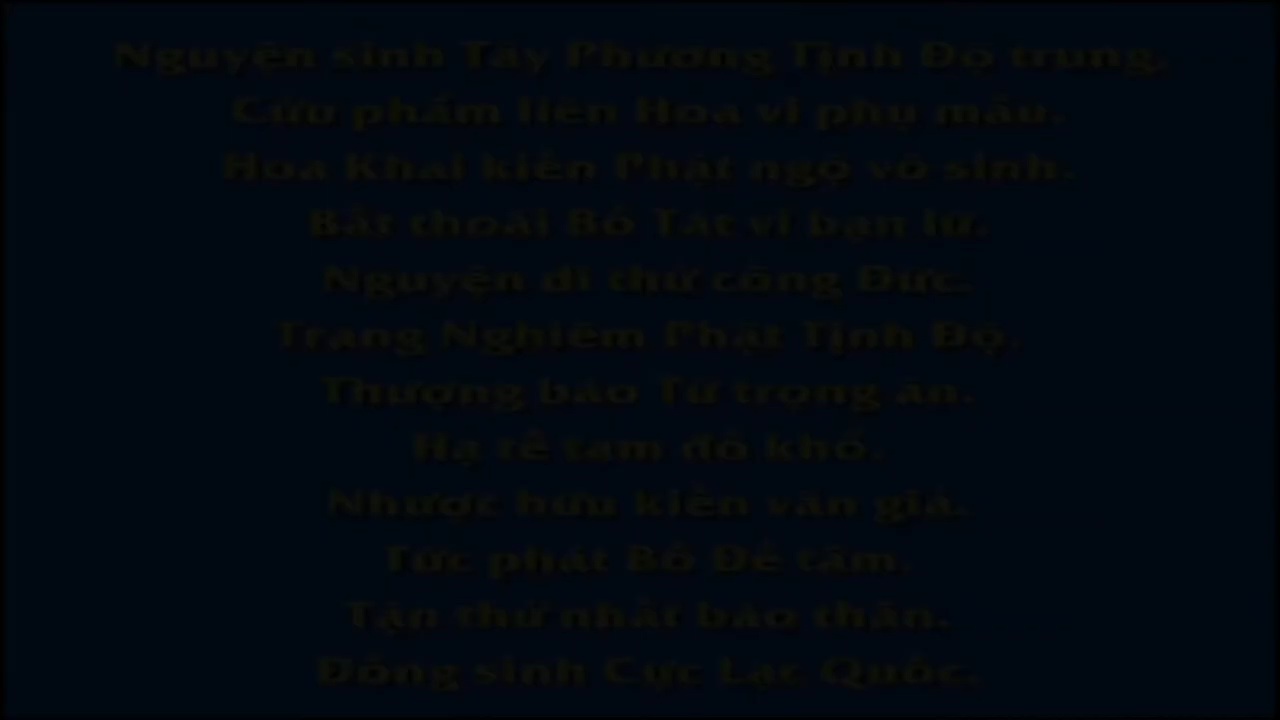 Nguyện sinh Tây Phương Tịnh Độ trung.
Cửu phẩm liên Hoa vi phụ mẫu.
Hoa Khai kiến Phật ngộ vô sinh.
Bất thoái Bồ Tát vi bạn lữ.
Nguyện dĩ thử công Đức.
Trang Nghiêm Phật Tịnh Độ.
Thượng báo Tứ trọng ân.
Hạ tề tam đồ khổ.
Nhược hữu kiến văn giả.
Tức phát Bồ Đề tâm.
Tận thử nhất báo thân.
Đồng sinh Cực Lạc Quốc.